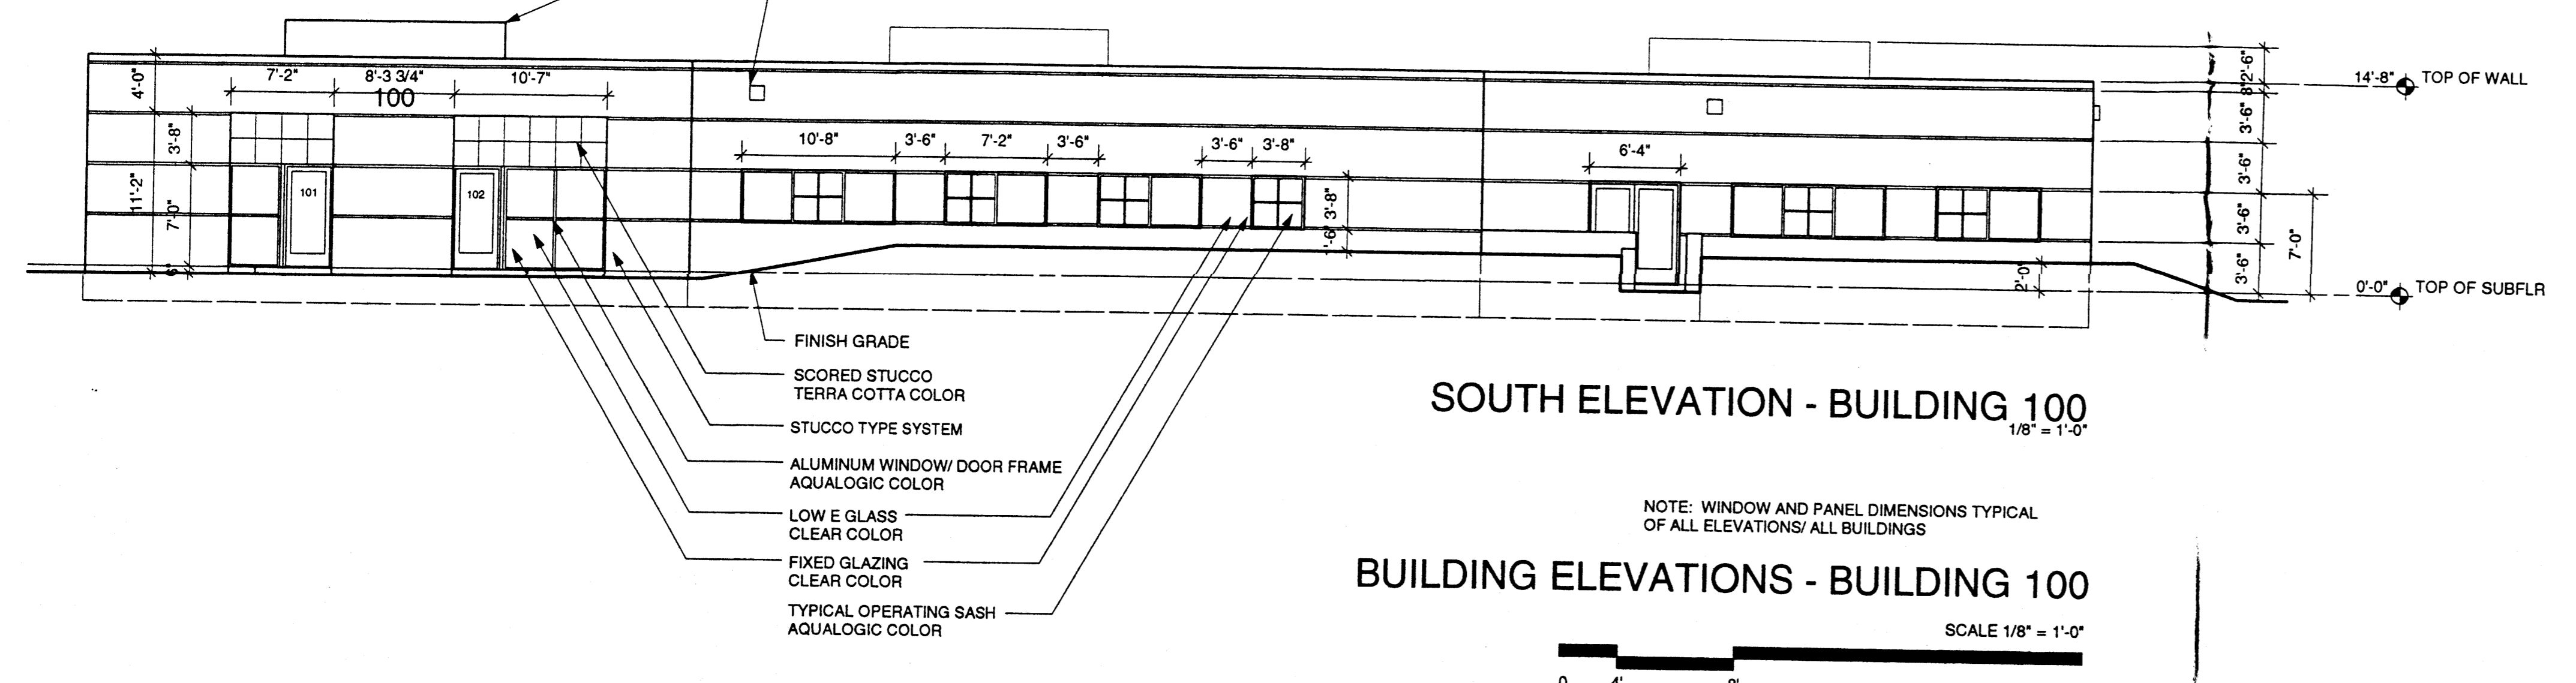 7'-2"
8'-3 3/4"
10'-7"
100
4'-0"
3'-8"
11'-2"
7'-0"
6"
101
102
10'-8"
3'-6"
7'-2"
3'-6"
3'-6"
3'-8"
3'-8"
1'-6"
6'-4"
2'-6"
8"
3'-6"
3'-6"
3'-6"
3'-6"
7'-0"
2'-0"
14'-8"
TOP OF WALL
0'-0"
TOP OF SUBFLR
FINISH GRADE
SCORED STUCCO
TERRA COTTA COLOR
STUCCO TYPE SYSTEM
ALUMINUM WINDOW/ DOOR FRAME
AQUALOGIC COLOR
LOW E GLASS
CLEAR COLOR
FIXED GLAZING
CLEAR COLOR
TYPICAL OPERATING SASH
AQUALOGIC COLOR
SOUTH ELEVATION - BUILDING 100
1/8" = 1'-0"
NOTE: WINDOW AND PANEL DIMENSIONS TYPICAL
OF ALL ELEVATIONS/ ALL BUILDINGS
BUILDING ELEVATIONS - BUILDING 100
SCALE 1/8" = 1'-0"